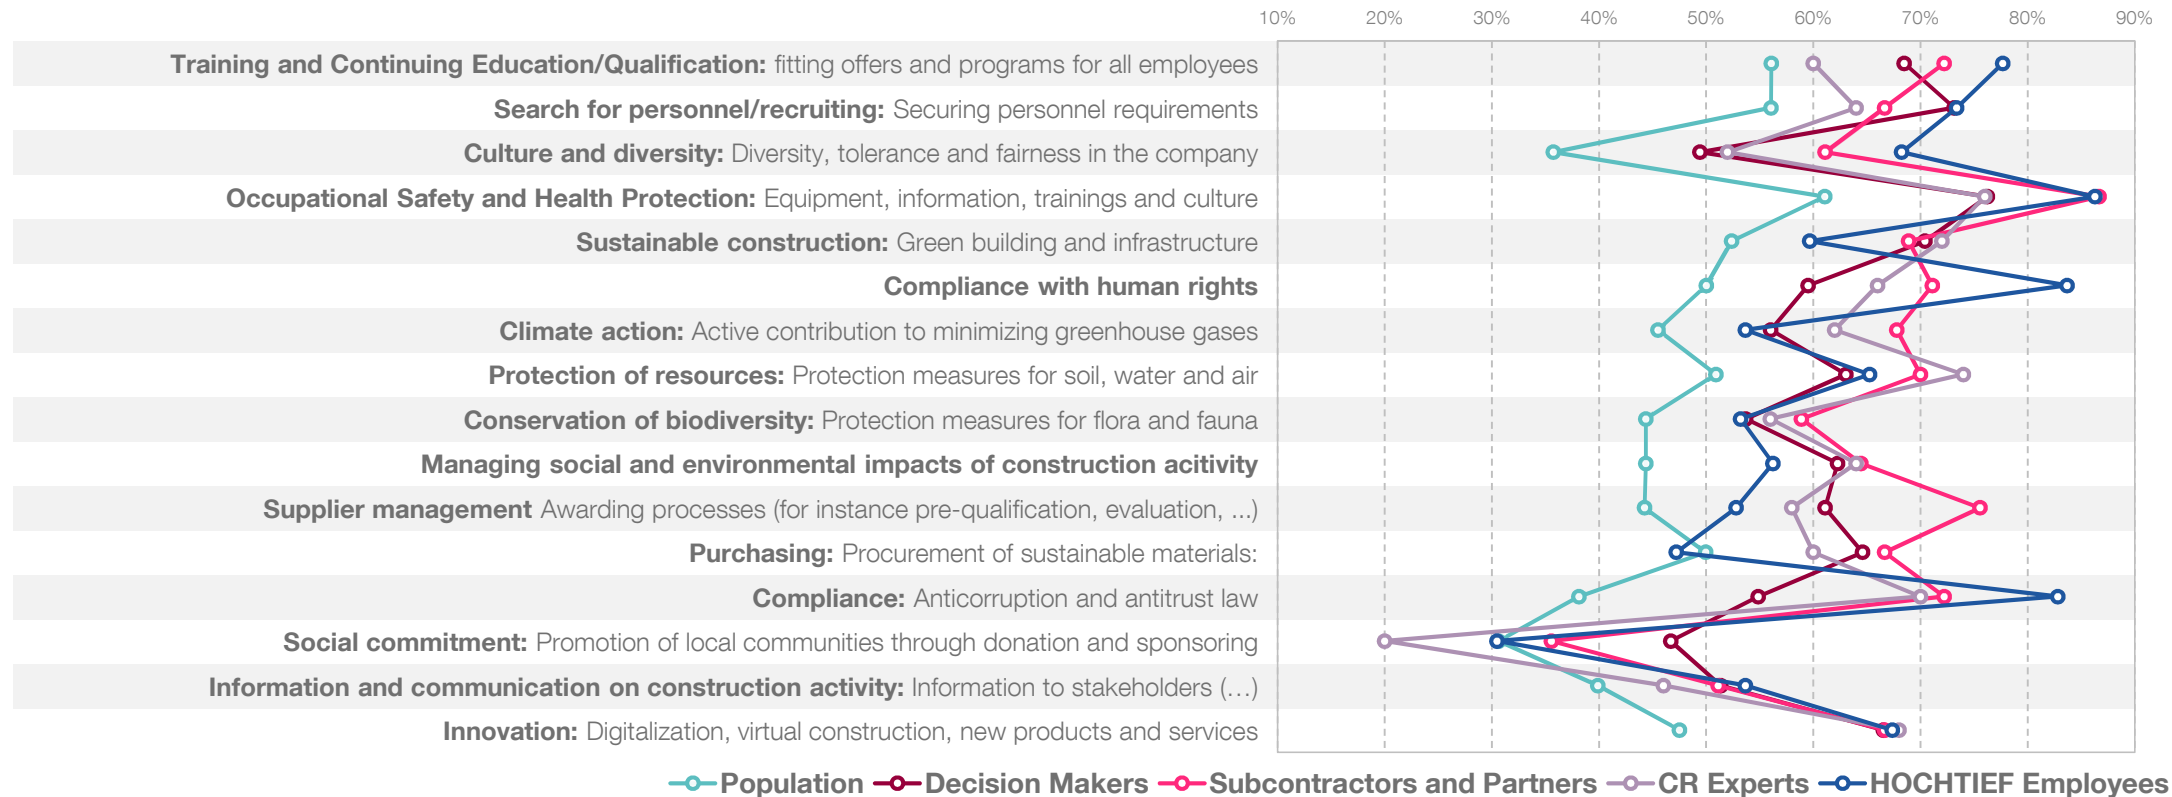 10% 20% 30% 40% 50% 60% 70% 80% 90%
Training and Continuing Education/Qualification: fitting offers and programs for all employees
Search for personnel/recruiting: Securing personnel requirements
Culture and diversity: Diversity, tolerance and fairness in the company
Occupational Safety and Health Protection: Equipment, information, trainings and culture
Sustainable construction: Green building and infrastructure
Compliance with human rights
Climate action: Active contribution to minimizing greenhouse gases
Protection of resources: Protection measures for soil, water and air
Conservation of biodiversity: Protection measures for flora and fauna
Managing social and environmental impacts of construction acitivity
Supplier management Awarding processes (for instance pre-qualification, evaluation, ...)
Purchasing: Procurement of sustainable materials:
Compliance: Anticorruption and antitrust law
Social commitment: Promotion of local communities through donation and sponsoring
Information and communication on construction activity: Information to stakeholders (…)
Innovation: Digitalization, virtual construction, new products and services
Population Decision Makers Subcontractors and Partners CR Experts HOCHTIEF Employees